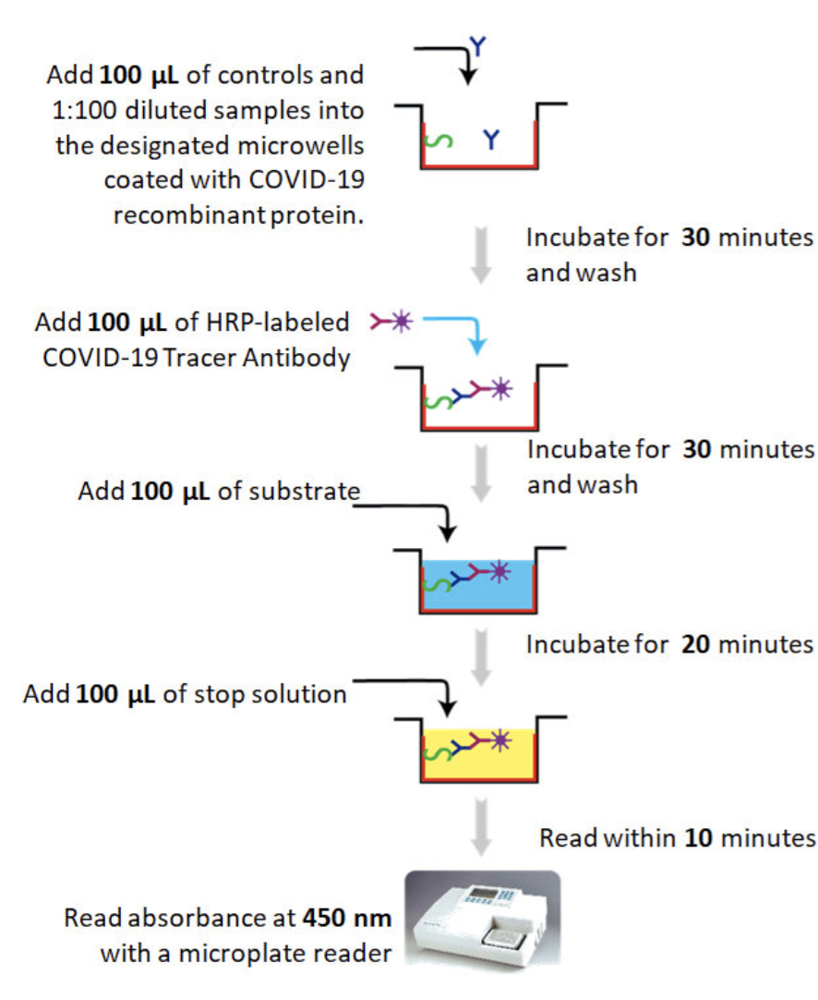 Add 100 µL of controls and
1:100 diluted samples into
the designated microwells
coated with COVID-19
recombinant protein.
Incubate for 30 minutes
and wash
Add 100 µL of HRP-labeled
COVID-19 Tracer Antibody
Incubate for 30 minutes
and wash
Add 100 µL of substrate
Incubate for 20 minutes
Add 100 µL of stop solution
Read within 10 minutes
Read absorbance at 450 nm
with a microplate reader